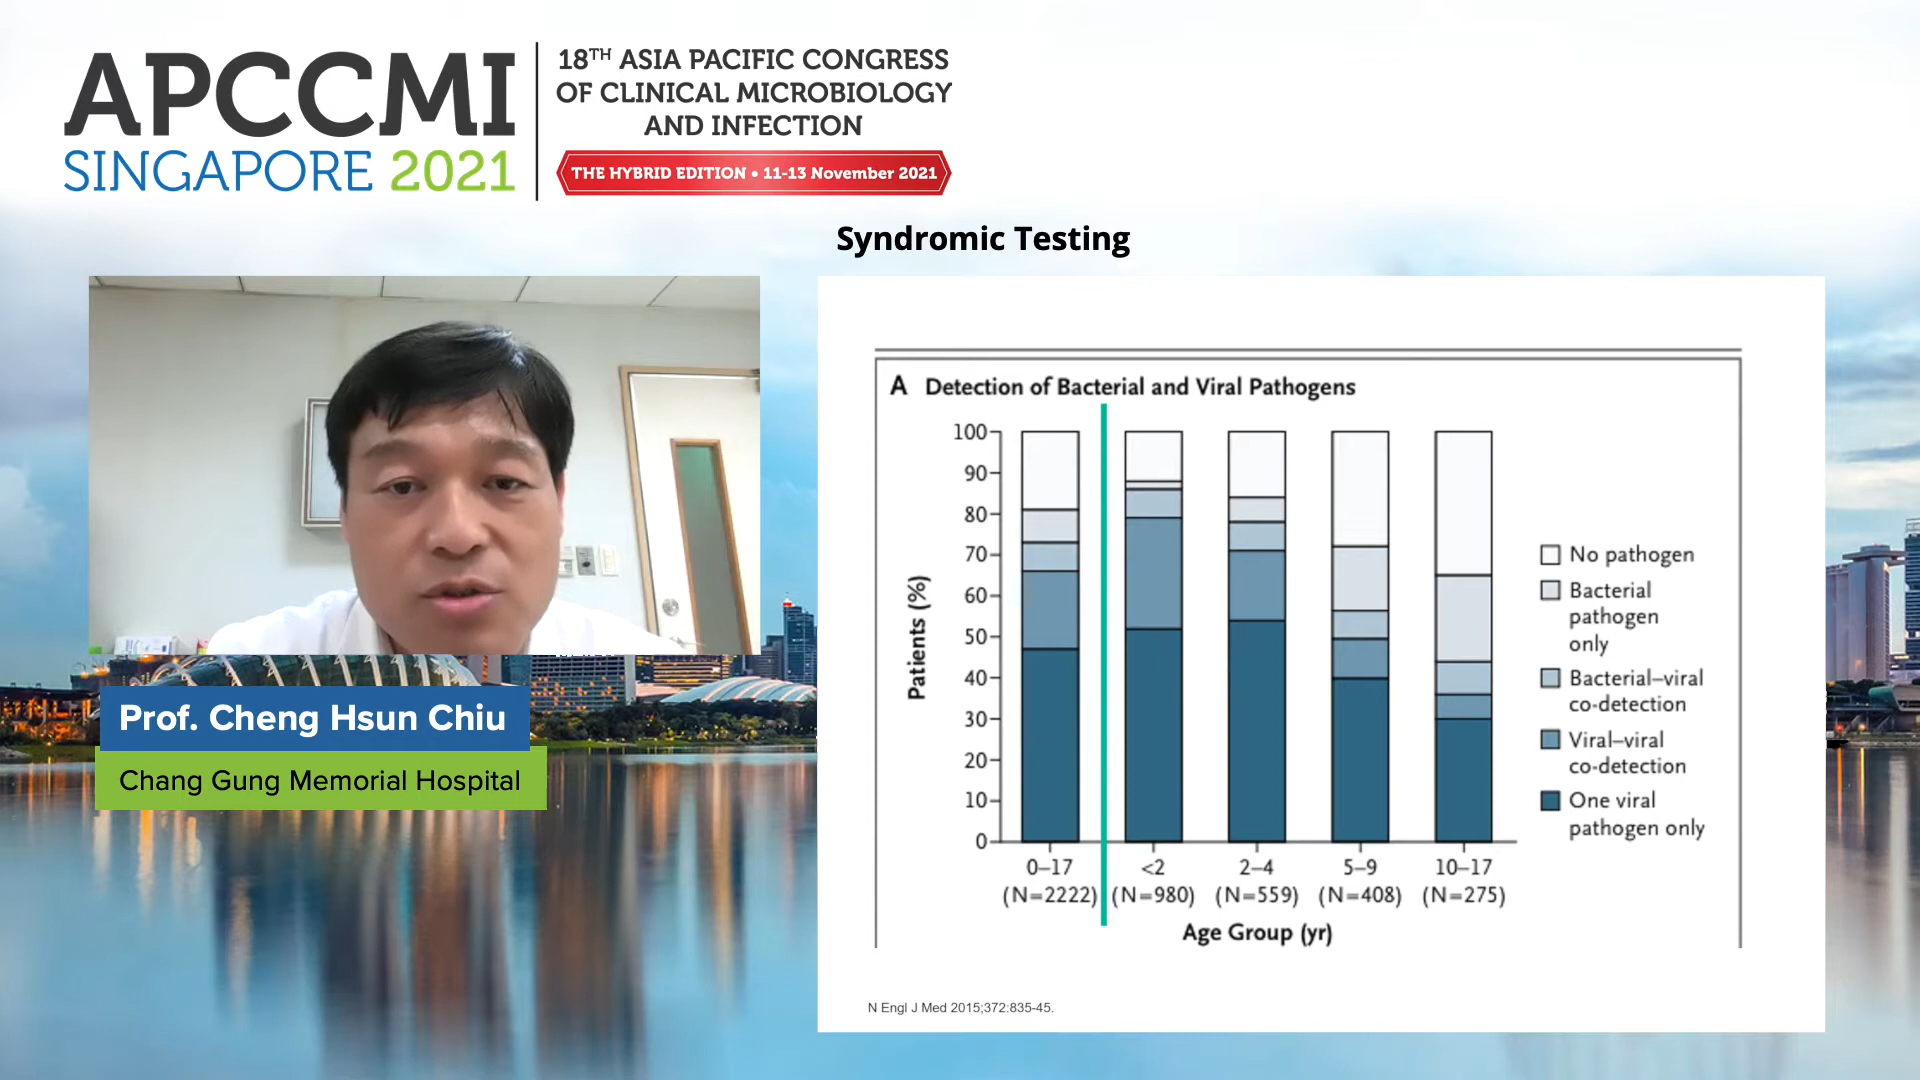 APCCMI
SINGAPORE 2021
18TH ASIA PACIFIC CONGRESS
OF CLINICAL MICROBIOLOGY
AND INFECTION
THE HYBRID EDITION • 11-13 November 2021
Syndromic Testing
Prof. Cheng Hsun Chiu
Chang Gung Memorial Hospital
A Detection of Bacterial and Viral Pathogens
Patients (%)
100
90
80
70
60
50
40
30
20
10
0
0–17 <2 2–4 5–9 10–17
(N=2222) (N=980) (N=559) (N=408) (N=275)
Age Group (yr)
No pathogen
Bacterial
pathogen
only
Bacterial–viral
co-detection
Viral–viral
co-detection
One viral
pathogen only
N Engl J Med 2015;372:835-45.